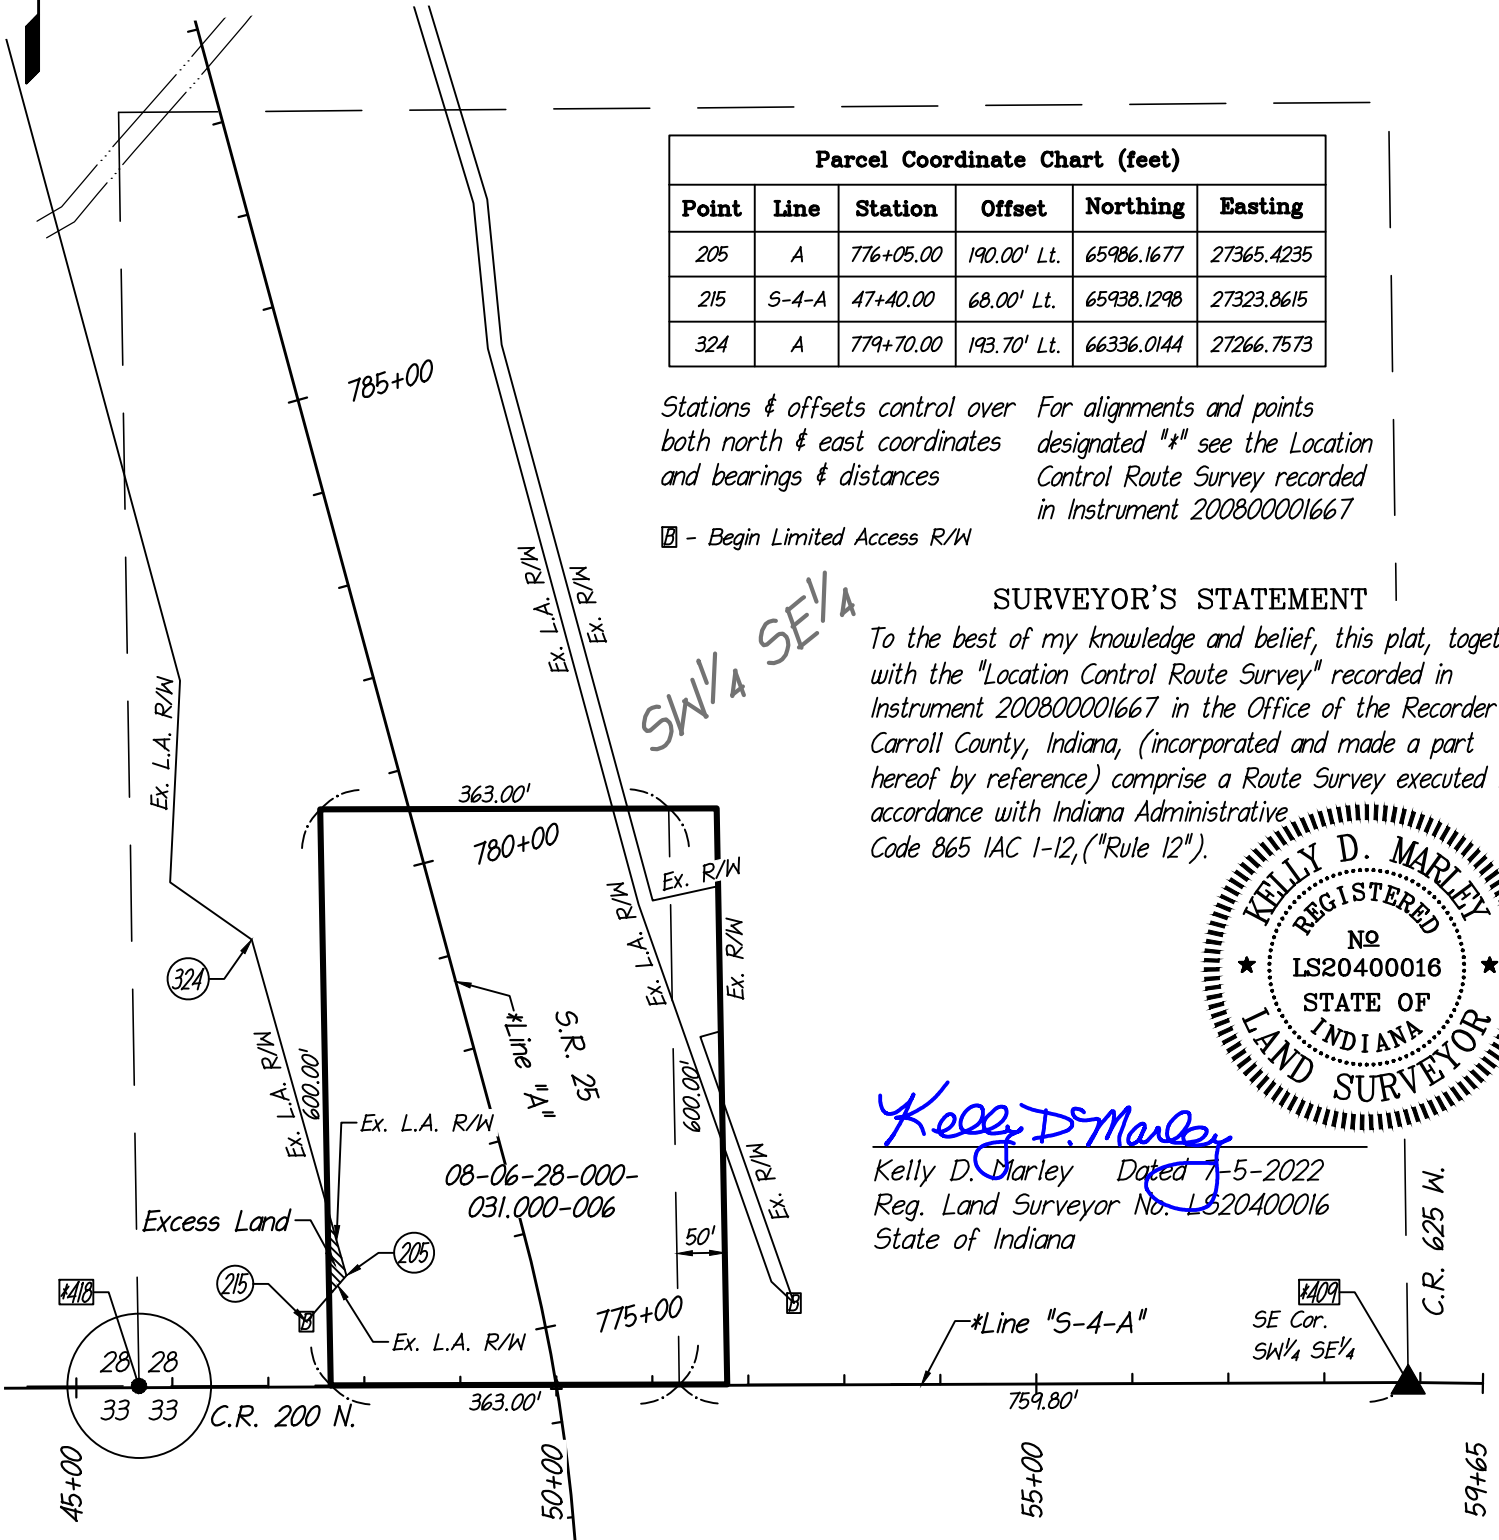 Parcel Coordinate Chart (feet)
Point Line Station Offset Northing Easting
205 A 776+05.00 190.00' Lt. 65986.1677 27365.4235
215 S-4-A 47+40.00 68.00' Lt. 65938.1298 27323.8615
324 A 779+70.00 193.70' Lt. 66336.0144 27266.7573
Stations & offsets control over
both north & east coordinates
and bearings & distances
For alignments and points
designated "*" see the Location
Control Route Survey recorded
in Instrument 200800001667
B - Begin Limited Access R/W
785+00
Ex. L.A. R/W
Ex. R/W
SW1/4 SE1/4
SURVEYOR'S STATEMENT
To the best of my knowledge and belief, this plat, toget
with the "Location Control Route Survey" recorded in
Instrument 200800001667 in the Office of the Recorder
Carroll County, Indiana, (incorporated and made a part
hereof by reference) comprise a Route Survey executed
accordance with Indiana Administrative
Code 865 IAC 1-12, ("Rule 12").
KELLY D. MARLEY
REGISTERED
NO
LS20400016
STATE OF
INDIANA
LAND SURVEYOR
Ex. L.A. R/W
363.00'
780+00
Ex. R/W
Ex. L.A. R/W
Ex. R/W
324
*Line "A"
S.R. 25
Ex. L.A. R/W
600.00'
600.00'
Ex. L.A. R/W
08-06-28-000-
031.000-006
Ex. R/W
Excess Land
205
50'
215
B
775+00
B
Ex. L.A. R/W
Kelly D. Marley
Kelly D. Marley Dated 7-5-2022
Reg. Land Surveyor No. LS20400016
State of Indiana
C.R. 625 W.
*418
*409
*Line "S-4-A"
SE Cor.
SW1/4 SE1/4
28 28
33 33
C.R. 200 N.
363.00'
759.80'
45+00
50+00
55+00
59+65